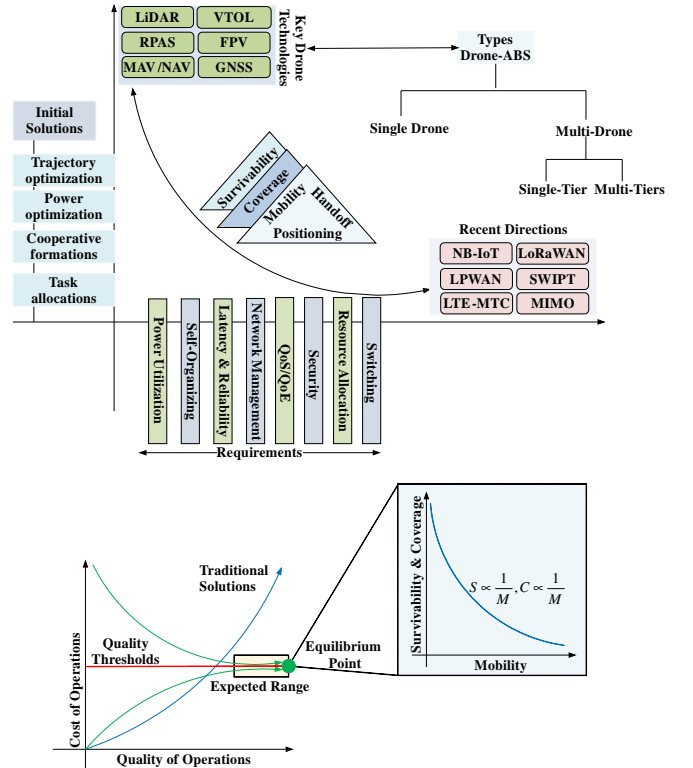 LiDAR
VTOL
RPAS
FPV
MAV/NAV
GNSS
Key Drone
Technologies
Types
Drone-ABS
Single Drone
Multi-Drone
Single-Tier
Multi-Tiers
Initial
Solutions
Trajectory
optimization
Power
optimization
Cooperative
formations
Task
allocations
Survivability
Coverage
Mobility
Handoff
Positioning
Recent Directions
NB-IoT
LoRaWAN
LPWAN
SWIPT
LTE-MTC
MIMO
Power Utilization
Self-Organizing
Latency & Reliability
Network Management
QoS/QoE
Security
Resource Allocation
Switching
Requirements
Survivability & Coverage
S ∝ 1/M, C ∝ 1/M
Mobility
Traditional
Solutions
Quality
Thresholds
Equilibrium
Point
Expected Range
Cost of Operations
Quality of Operations